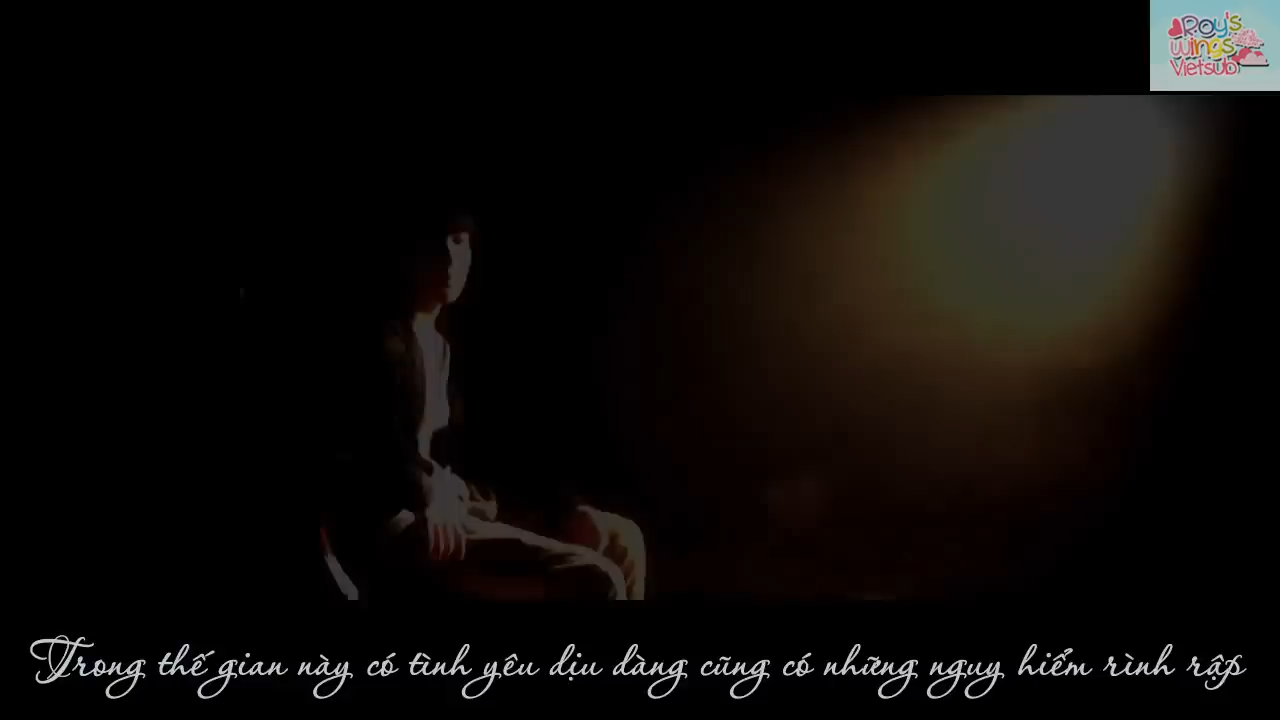 Roy's
wings
Vietsub
Trong thế gian này có tình yêu dịu dàng cũng có những nguy hiểm rình rập